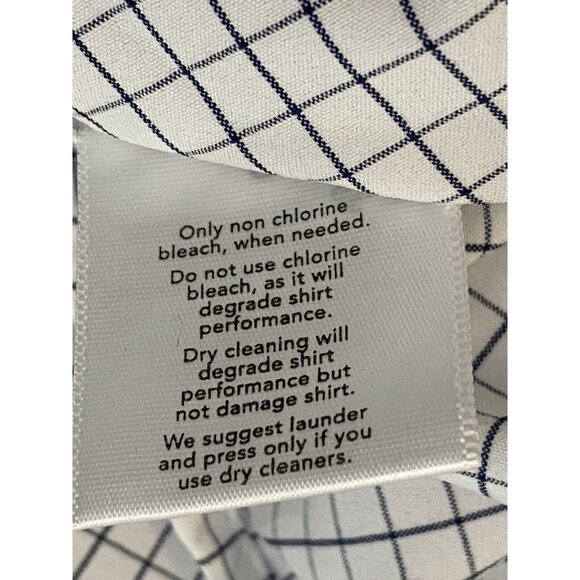 Only non chlorine
bleach, when needed.
Do not use chlorine
bleach, as it will
degrade shirt
performance.
Dry cleaning will
degrade shirt
performance but
not damage shirt.
We suggest launder
and press only if you
use dry cleaners.